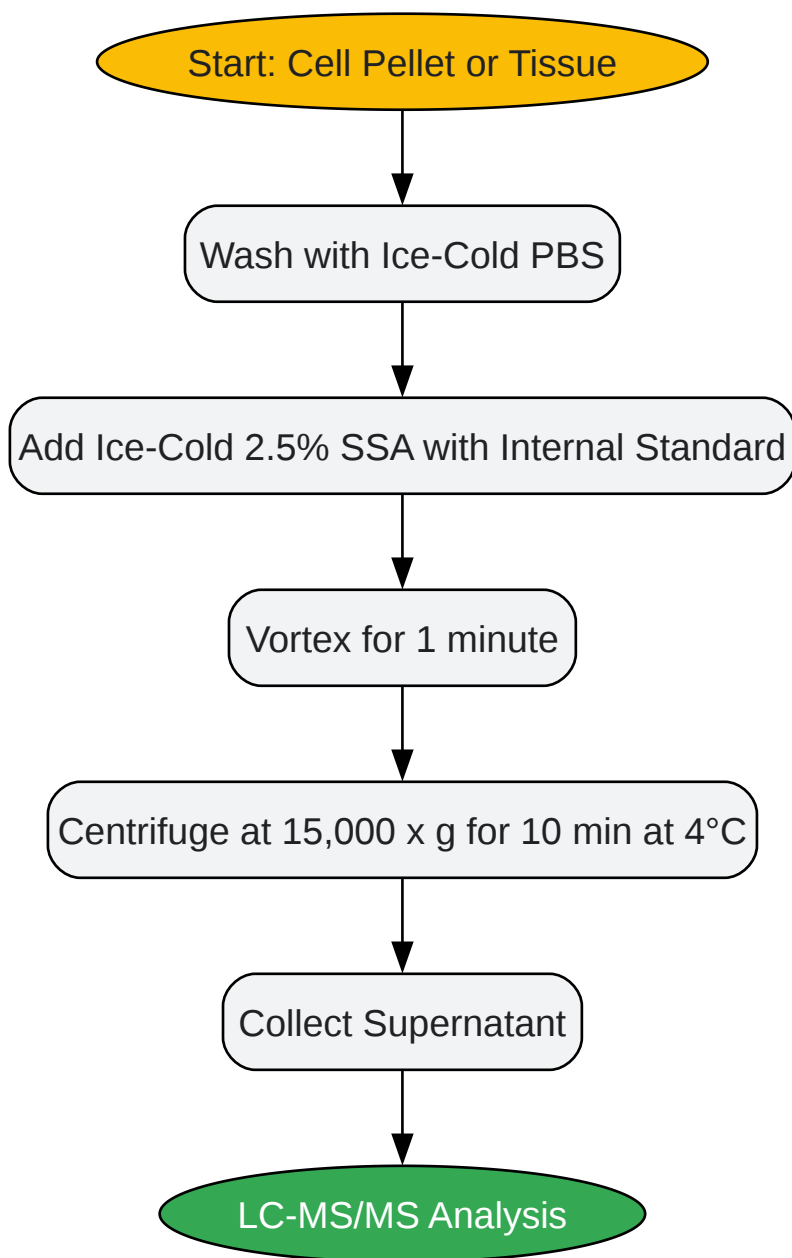 Start: Cell Pellet or Tissue
Wash with Ice-Cold PBS
Add Ice-Cold 2.5% SSA with Internal Standard
Vortex for 1 minute
Centrifuge at 15,000 x g for 10 min at 4°C
Collect Supernatant
LC-MS/MS Analysis